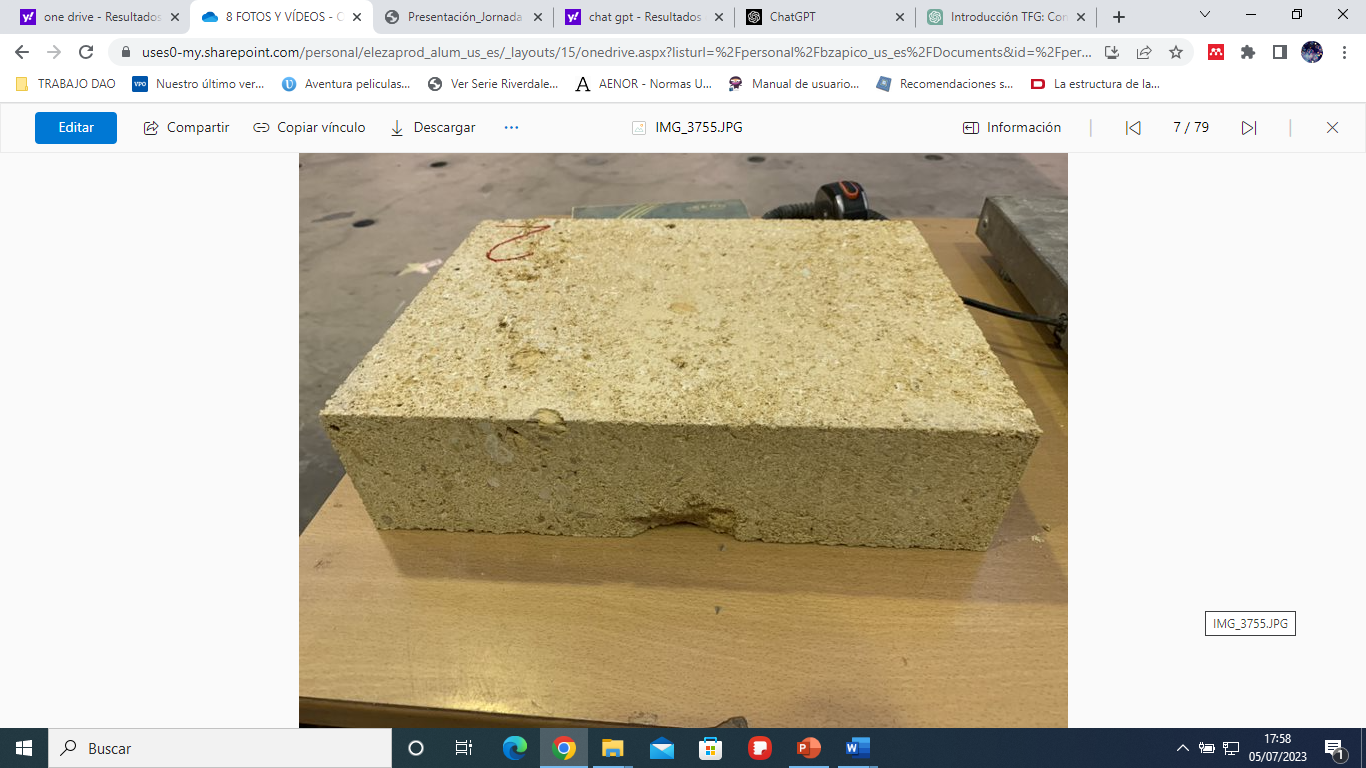 one drive - Resultados
8 FOTOS Y VÍDEOS - O
Presentación_Jornada
chat gpt - Resultados
ChatGPT
Introducción TFG: Con
uses0-my.sharepoint.com/personal/elezaprod_alum_us_es/_layouts/15/onedrive.aspx?listurl=%2Fpersonal%2Fbzapico_us_es%2FDocuments&id=%2Fper...
TRABAJO DAO
VPO
Nuestro último ver...
Aventura peliculas...
Ver Serie Riverdale...
AENOR - Normas U...
Manual de usuario...
Recomendaciones s...
La estructura de la...
Editar
Compartir
Copiar vínculo
Descargar
IMG_3755.JPG
Información
7 / 79
IMG_3755.JPG
Buscar
17:58
05/07/2023
1